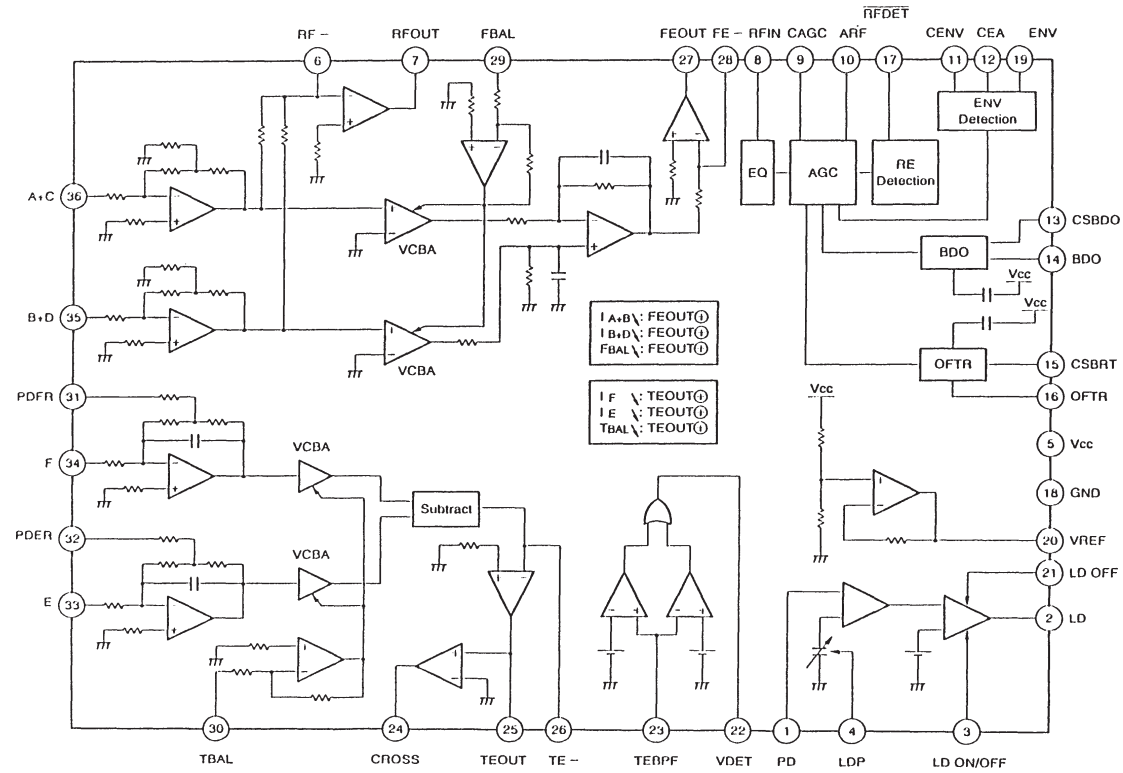 RFDET
RF − RFOUT FBAL FEOUT FE − RFIN CAGC ARF CENV CEA ENV
6 7 29 27 28 8 9 10 17 11 12 19
ENV
Detection
EQ AGC RE
Detection
A+C 36
VCBA
13 CSBDO
BDO
14 BDO
Vcc
Vcc
B+D 35
VCBA
I A+B : FEOUT
I B+D : FEOUT
FBAL : FEOUT
OFTR
15 CSBRT
16 OFTR
PDFR 31
I F : TEOUT
I E : TEOUT
TBAL : TEOUT
Vcc
5 Vcc
F 34
VCBA
Subtract
18 GND
PDER 32
20 VREF
VCBA
21 LD OFF
E 33
2 LD
30 24 25 26 23 22 1 4 3
TBAL CROSS TEOUT TE − TEBPF VDET PD LDP LD ON/OFF